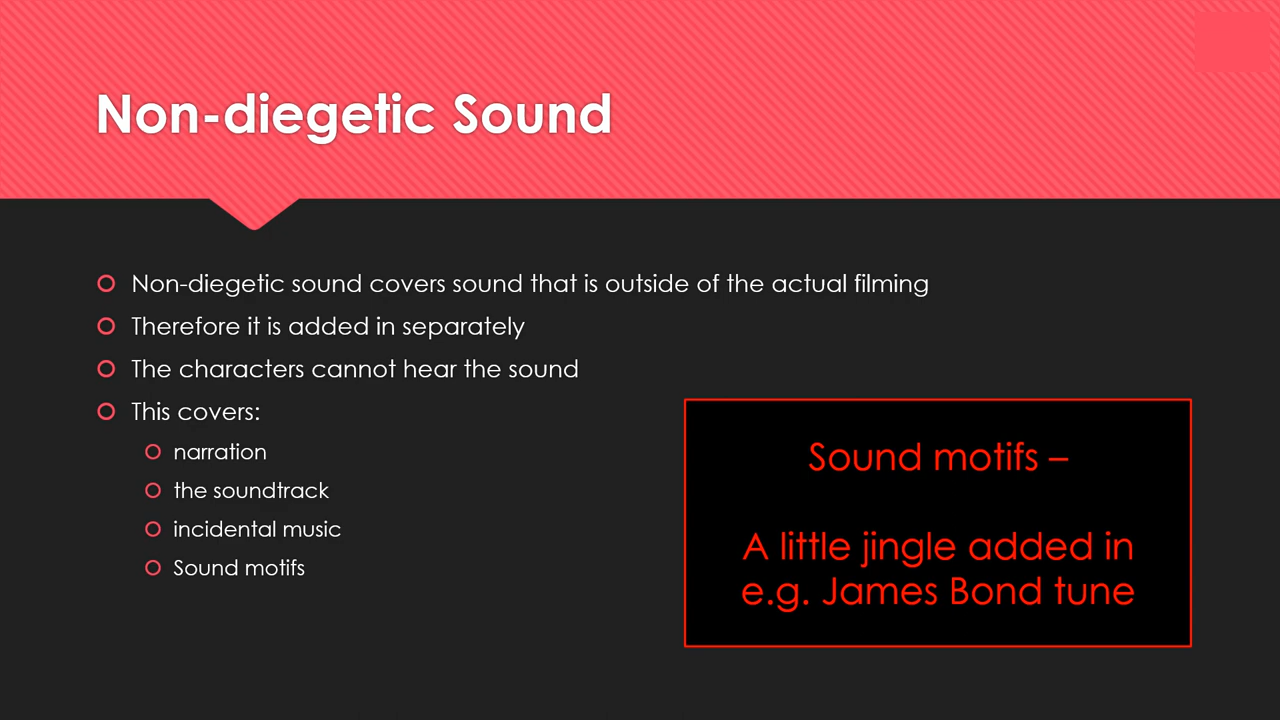 Non-diegetic Sound
Non-diegetic sound covers sound that is outside of the actual filming
Therefore it is added in separately
The characters cannot hear the sound
This covers:
narration
the soundtrack
incidental music
Sound motifs
Sound motifs –
A little jingle added in
e.g. James Bond tune